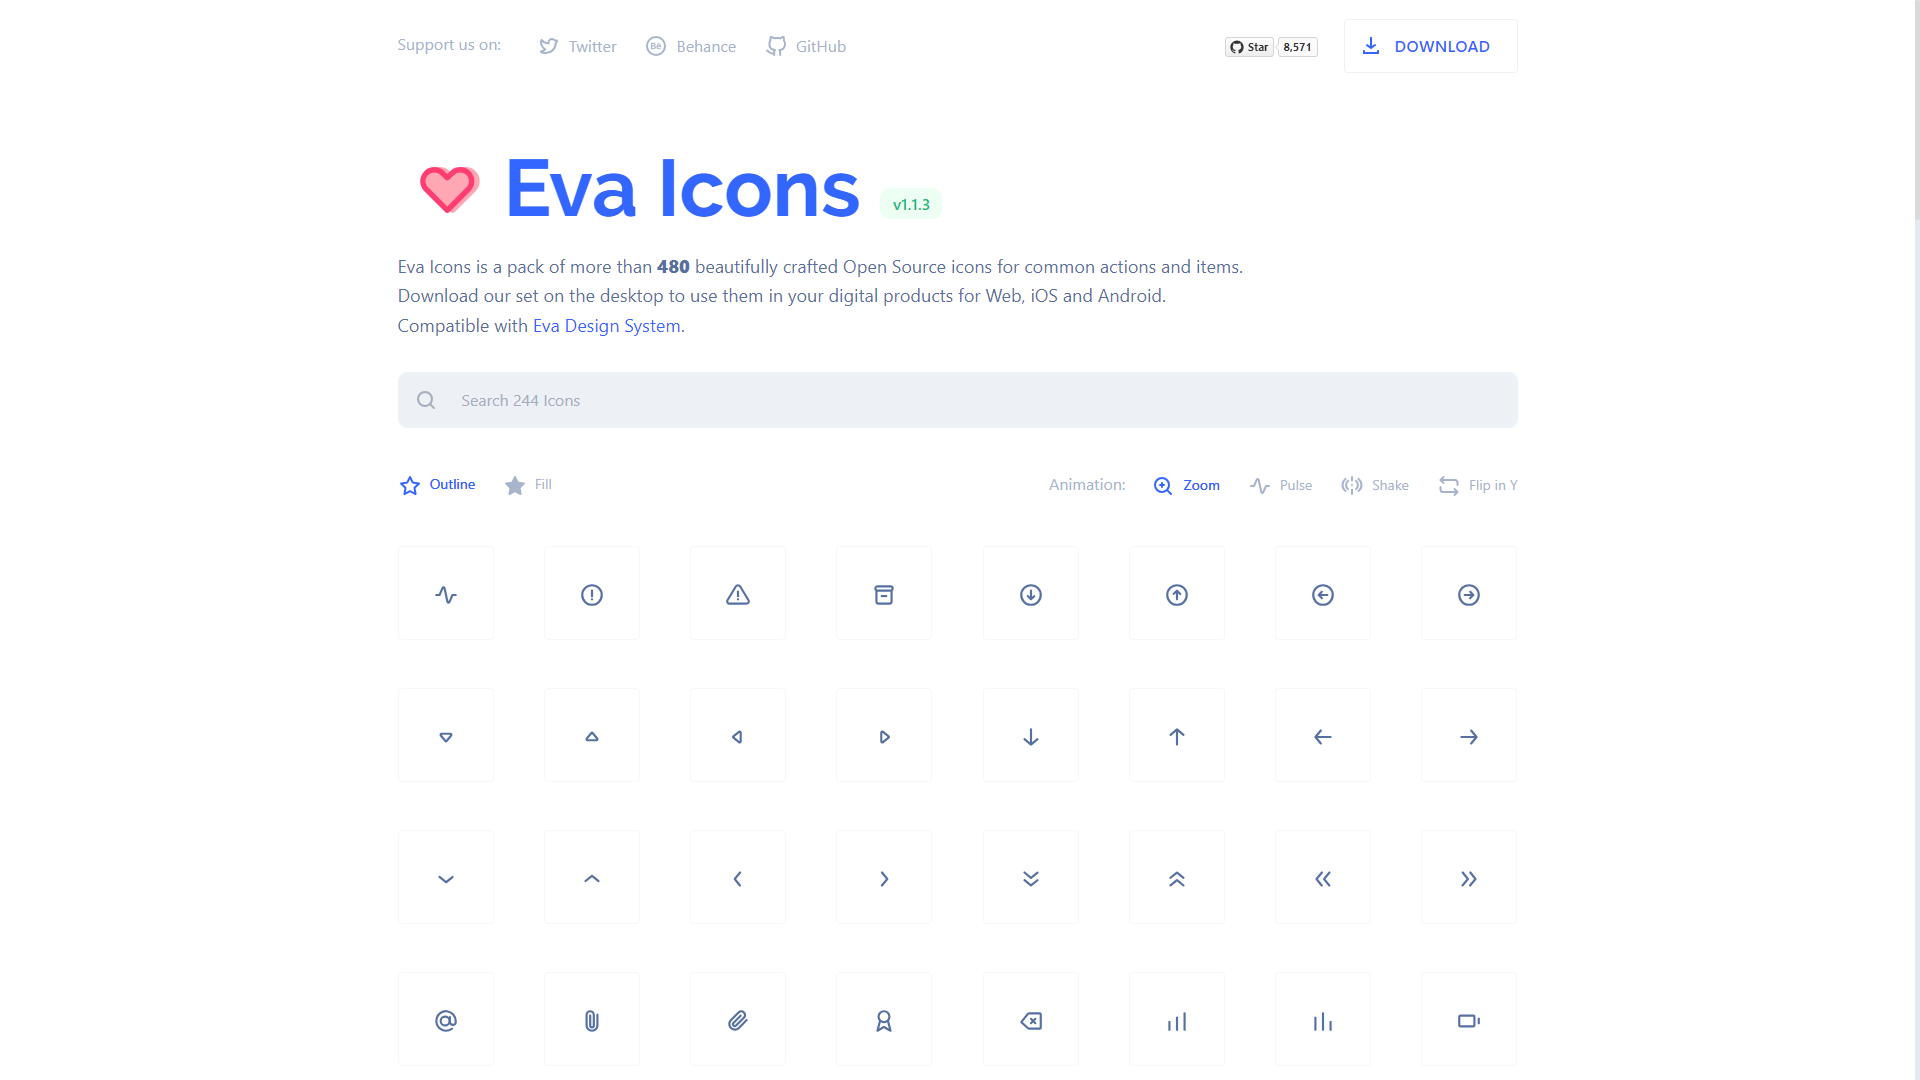 Support us on:
Twitter
Behance
GitHub
Star
8,571
DOWNLOAD
Eva Icons
v1.1.3
Eva Icons is a pack of more than 480 beautifully crafted Open Source icons for common actions and items.
Download our set on the desktop to use them in your digital products for Web, iOS and Android.
Compatible with Eva Design System.
Search 244 Icons
Outline
Fill
Animation:
Zoom
Pulse
Shake
Flip in Y